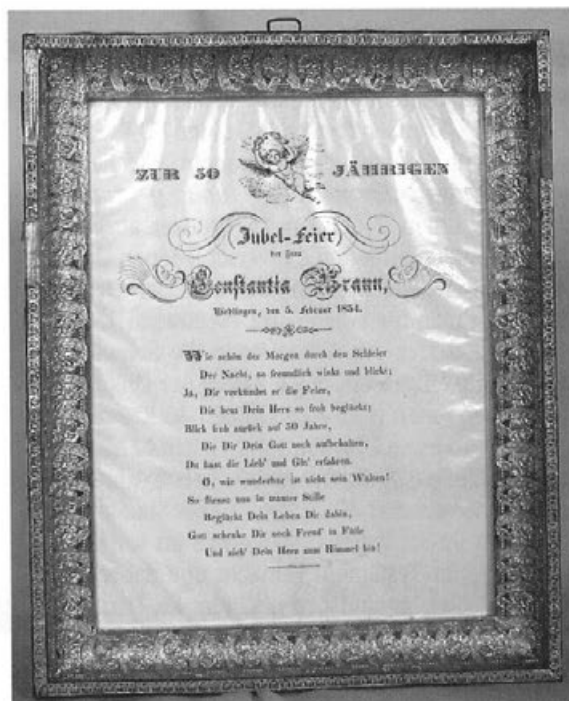 ZUR 50 JÄHRIGEN
(Jubel-Feier)
der Frau
Constantia Braun,
Riedlingen, den 5. Februar 1854.
Wie schön der Morgen durch den Schleier
Der Nacht, so freundlich winkt und blickt;
Ja, Dir verkündet er die Feier,
Die heut Dein Herz so froh beglückt;
Blick froh zurück auf 50 Jahre,
Die Dir Dein Gott noch aufbehalten,
Du hast die Lieb' und Güt' erfahren.
O, wie wunderbar ist nicht sein Walten!
So fliesst nun in Stille
Beglückt Dein Leben Dir dahin,
Gott schenke Dir noch Freud' in Fülle
Und zieh' Dein Herz zum Himmel hin!